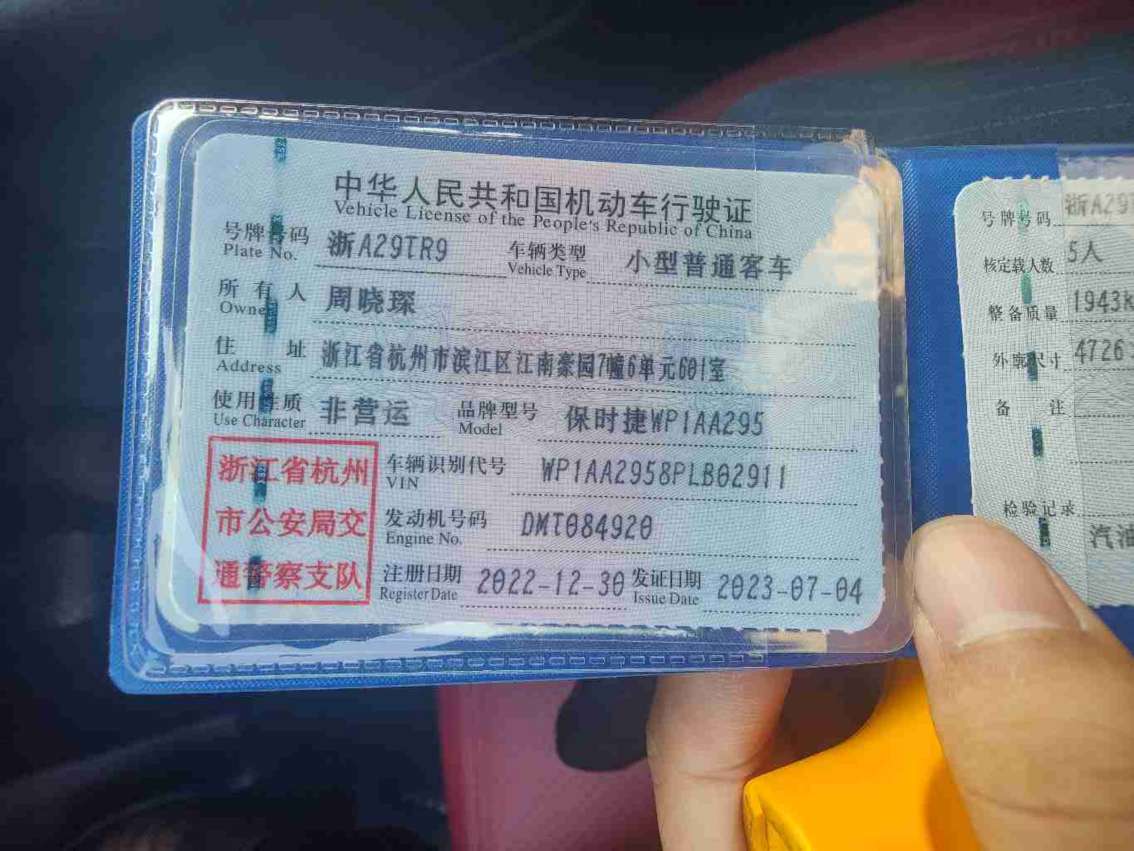 中华人民共和国机动车行驶证
Vehicle License of the People's Republic of China
号牌号码 浙A29TR9 车辆类型 小型普通客车
Plate No. Vehicle Type
所有人 周晓琛
Owner
住址 浙江省杭州市滨江区江南豪园7幢6单元601室
Address
使用性质 非营运 品牌型号 保时捷WP1AA295
Use Character Model
浙江省杭州
市公安局交
通警察支队
车辆识别代号 WP1AA2958PLB02911
VIN
发动机号码 DMT084920
Engine No.
注册日期 2022-12-30 发证日期 2023-07-04
Register Date Issue Date
号牌号码 浙A29
核定载人数 5人
整备质量 1943k
外廓尺寸 4726
备注
检验记录
汽油